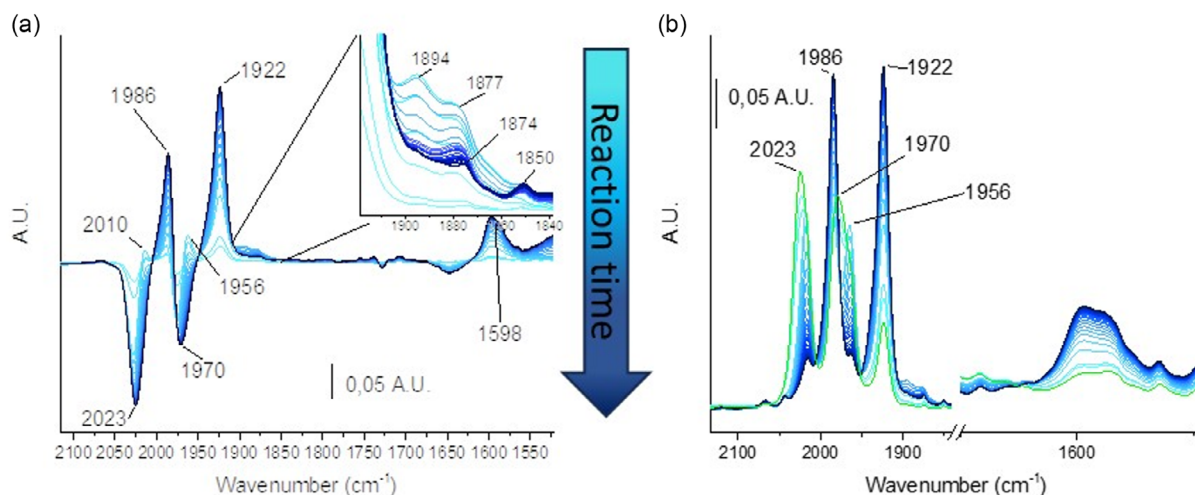 (a)
1986
1922
2010
1956
1970
2023
1598
0,05 A.U.
A.U.
1894
1877
1874
1850
1900 1880 1860 1840
2100 2050 2000 1950 1900 1850 1800 1750 1700 1650 1600 1550
Wavenumber (cm⁻¹)
Reaction time
(b)
1986
1922
0,05 A.U.
2023
1970
1956
A.U.
2100 2000 1900 1600
Wavenumber (cm⁻¹)